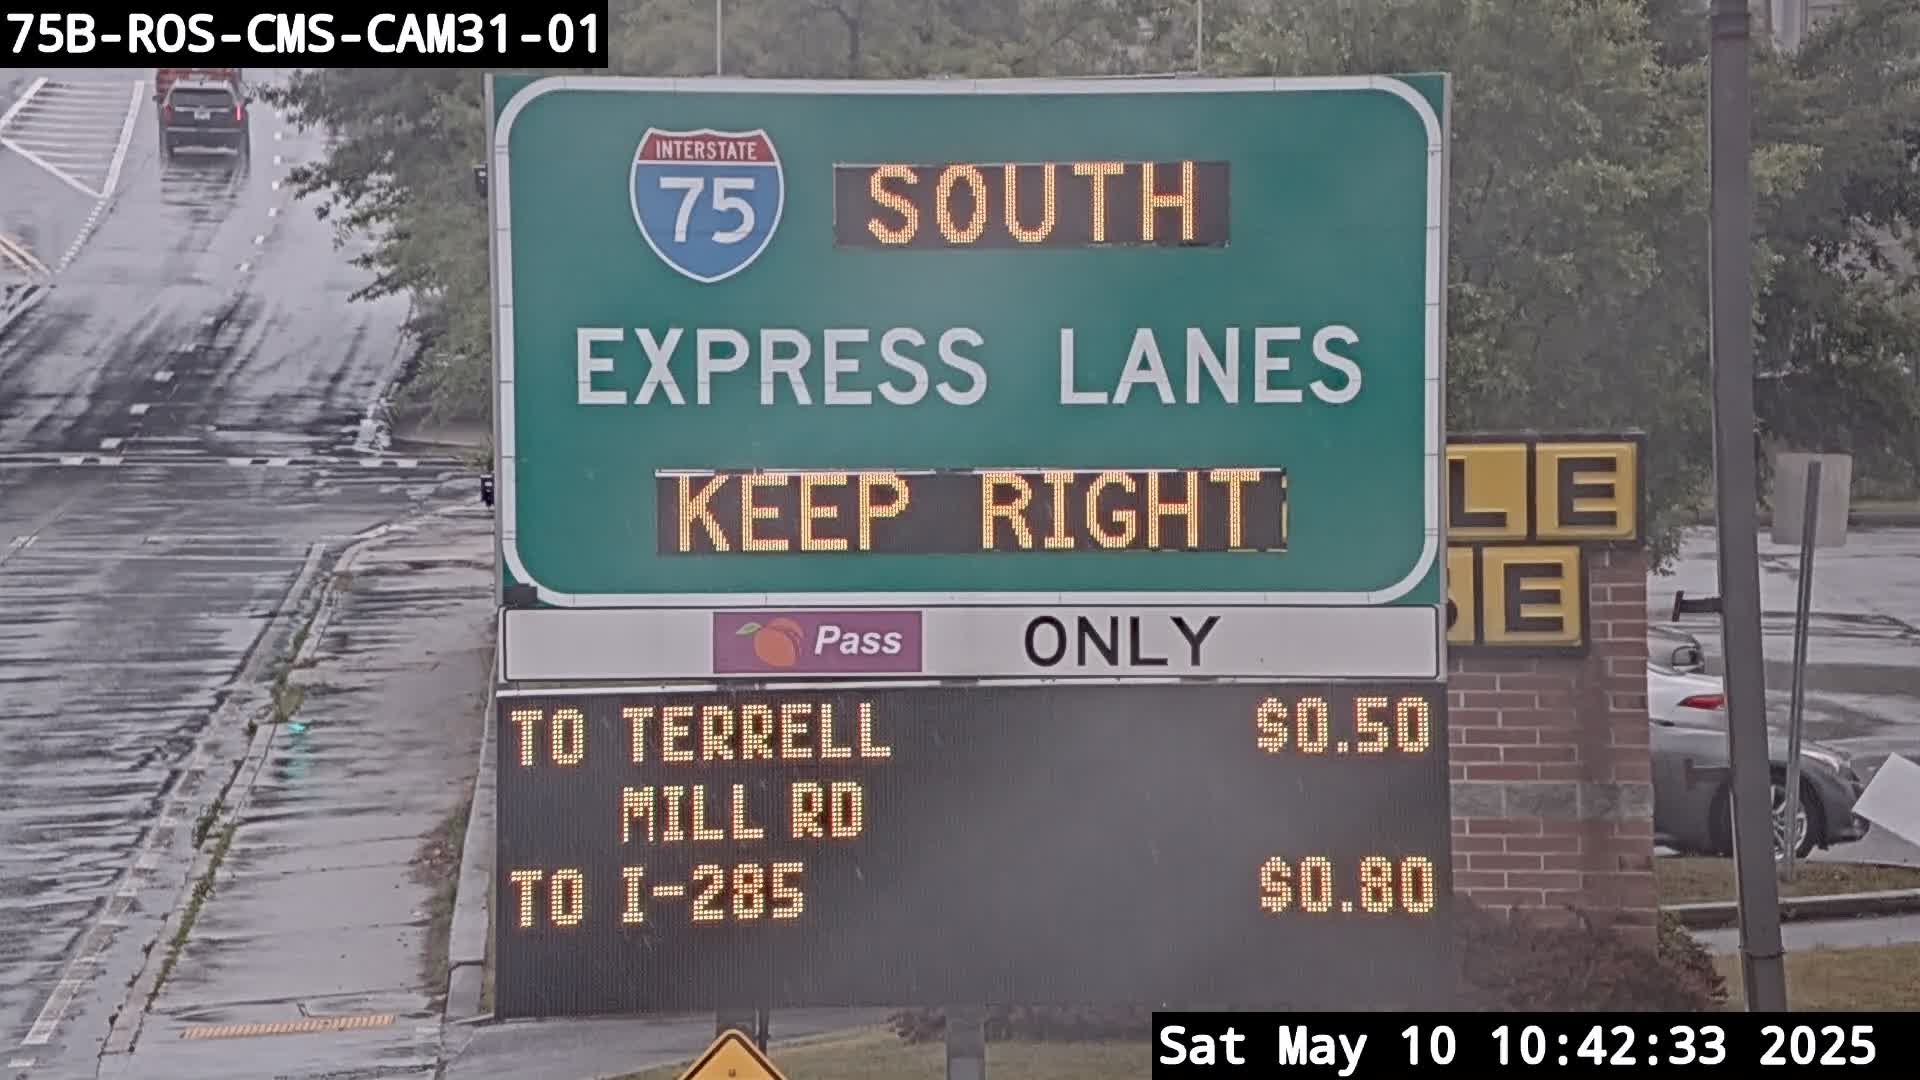 75B-ROS-CMS-CAM31-01
INTERSTATE
75
SOUTH
EXPRESS LANES
KEEP RIGHT
Pass
ONLY
TO TERRELL $0.50
MILL RD
TO I-285 $0.80
LE
E
Sat May 10 10:42:33 2025